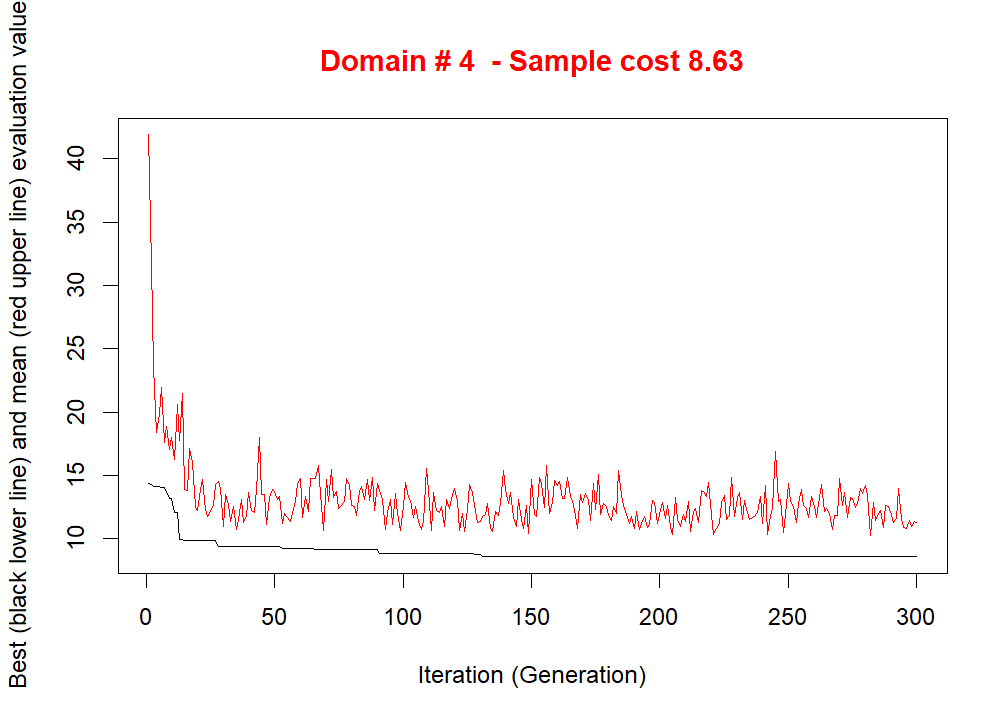 Domain # 4  - Sample cost 8.63
Best (black lower line) and mean (red upper line) evaluation value
40
35
30
25
20
15
10
0 50 100 150 200 250 300
Iteration (Generation)